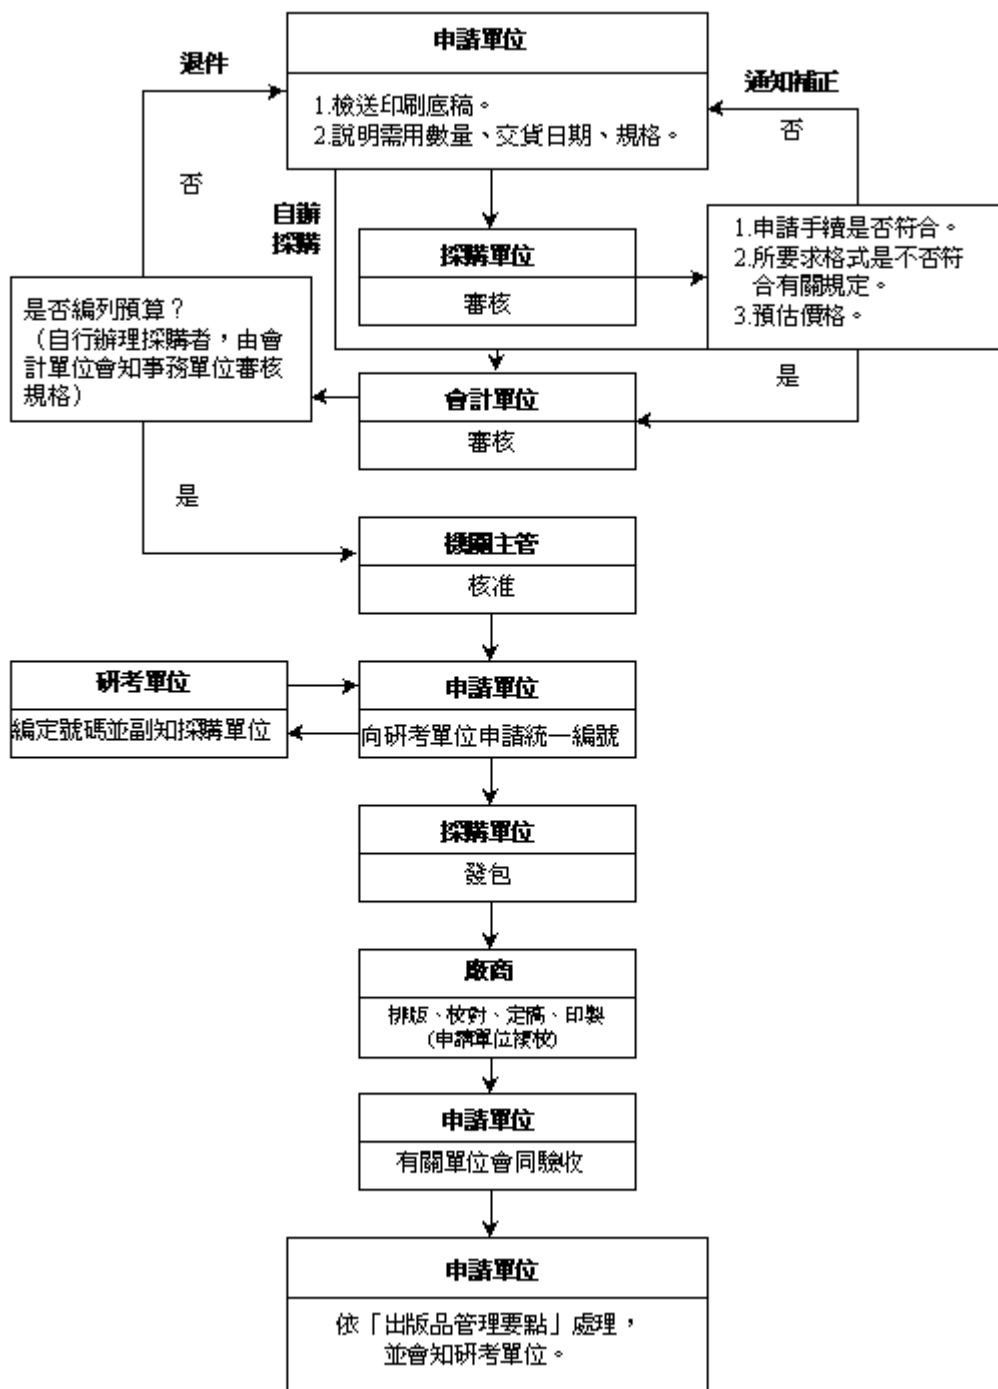 申請單位
退件
通知補正
1.檢送印刷底稿。
2.說明需用數量、交貨日期、規格。
否
否
自辦
採購
1.申請手續是否符合。
2.所要求格式是不否符
合有關規定。
3.預估價格。
採購單位
審核
是否編列預算？
（自行辦理採購者，由會
計單位會知事務單位審核
規格）
是
會計單位
審核
是
機關主管
核准
研考單位
編定號碼並副知採購單位
申請單位
向研考單位申請統一編號
採購單位
發包
廠商
排版、校對、定稿、印製
(申請單位複校)
申請單位
有關單位會同驗收
申請單位
依「出版品管理要點」處理，
並會知研考單位。